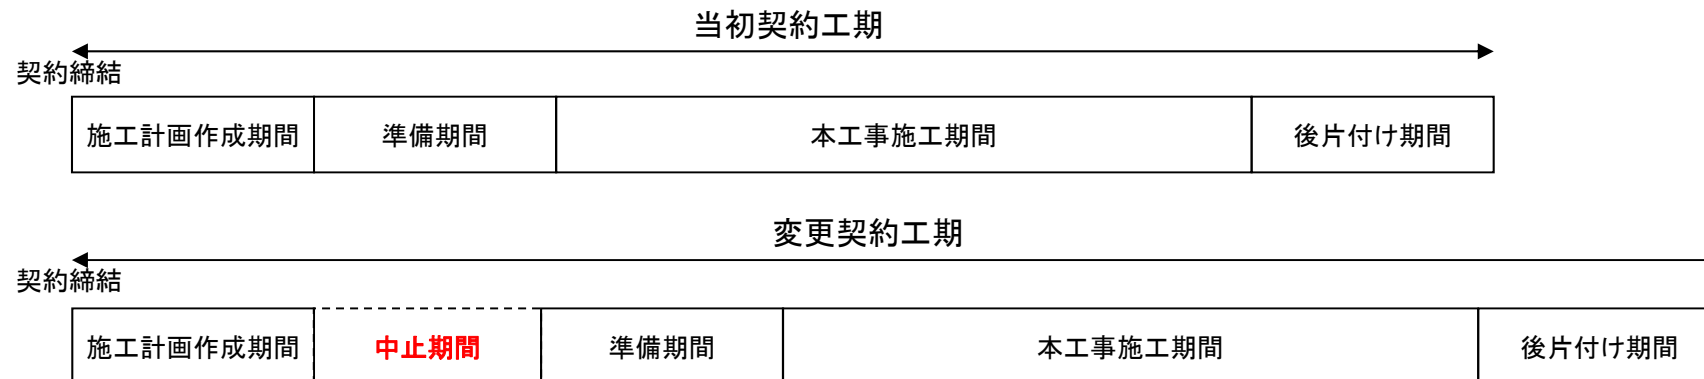 当初契約工期
契約締結
施工計画作成期間 準備期間 本工事施工期間 後片付け期間
変更契約工期
契約締結
施工計画作成期間 中止期間 準備期間 本工事施工期間 後片付け期間